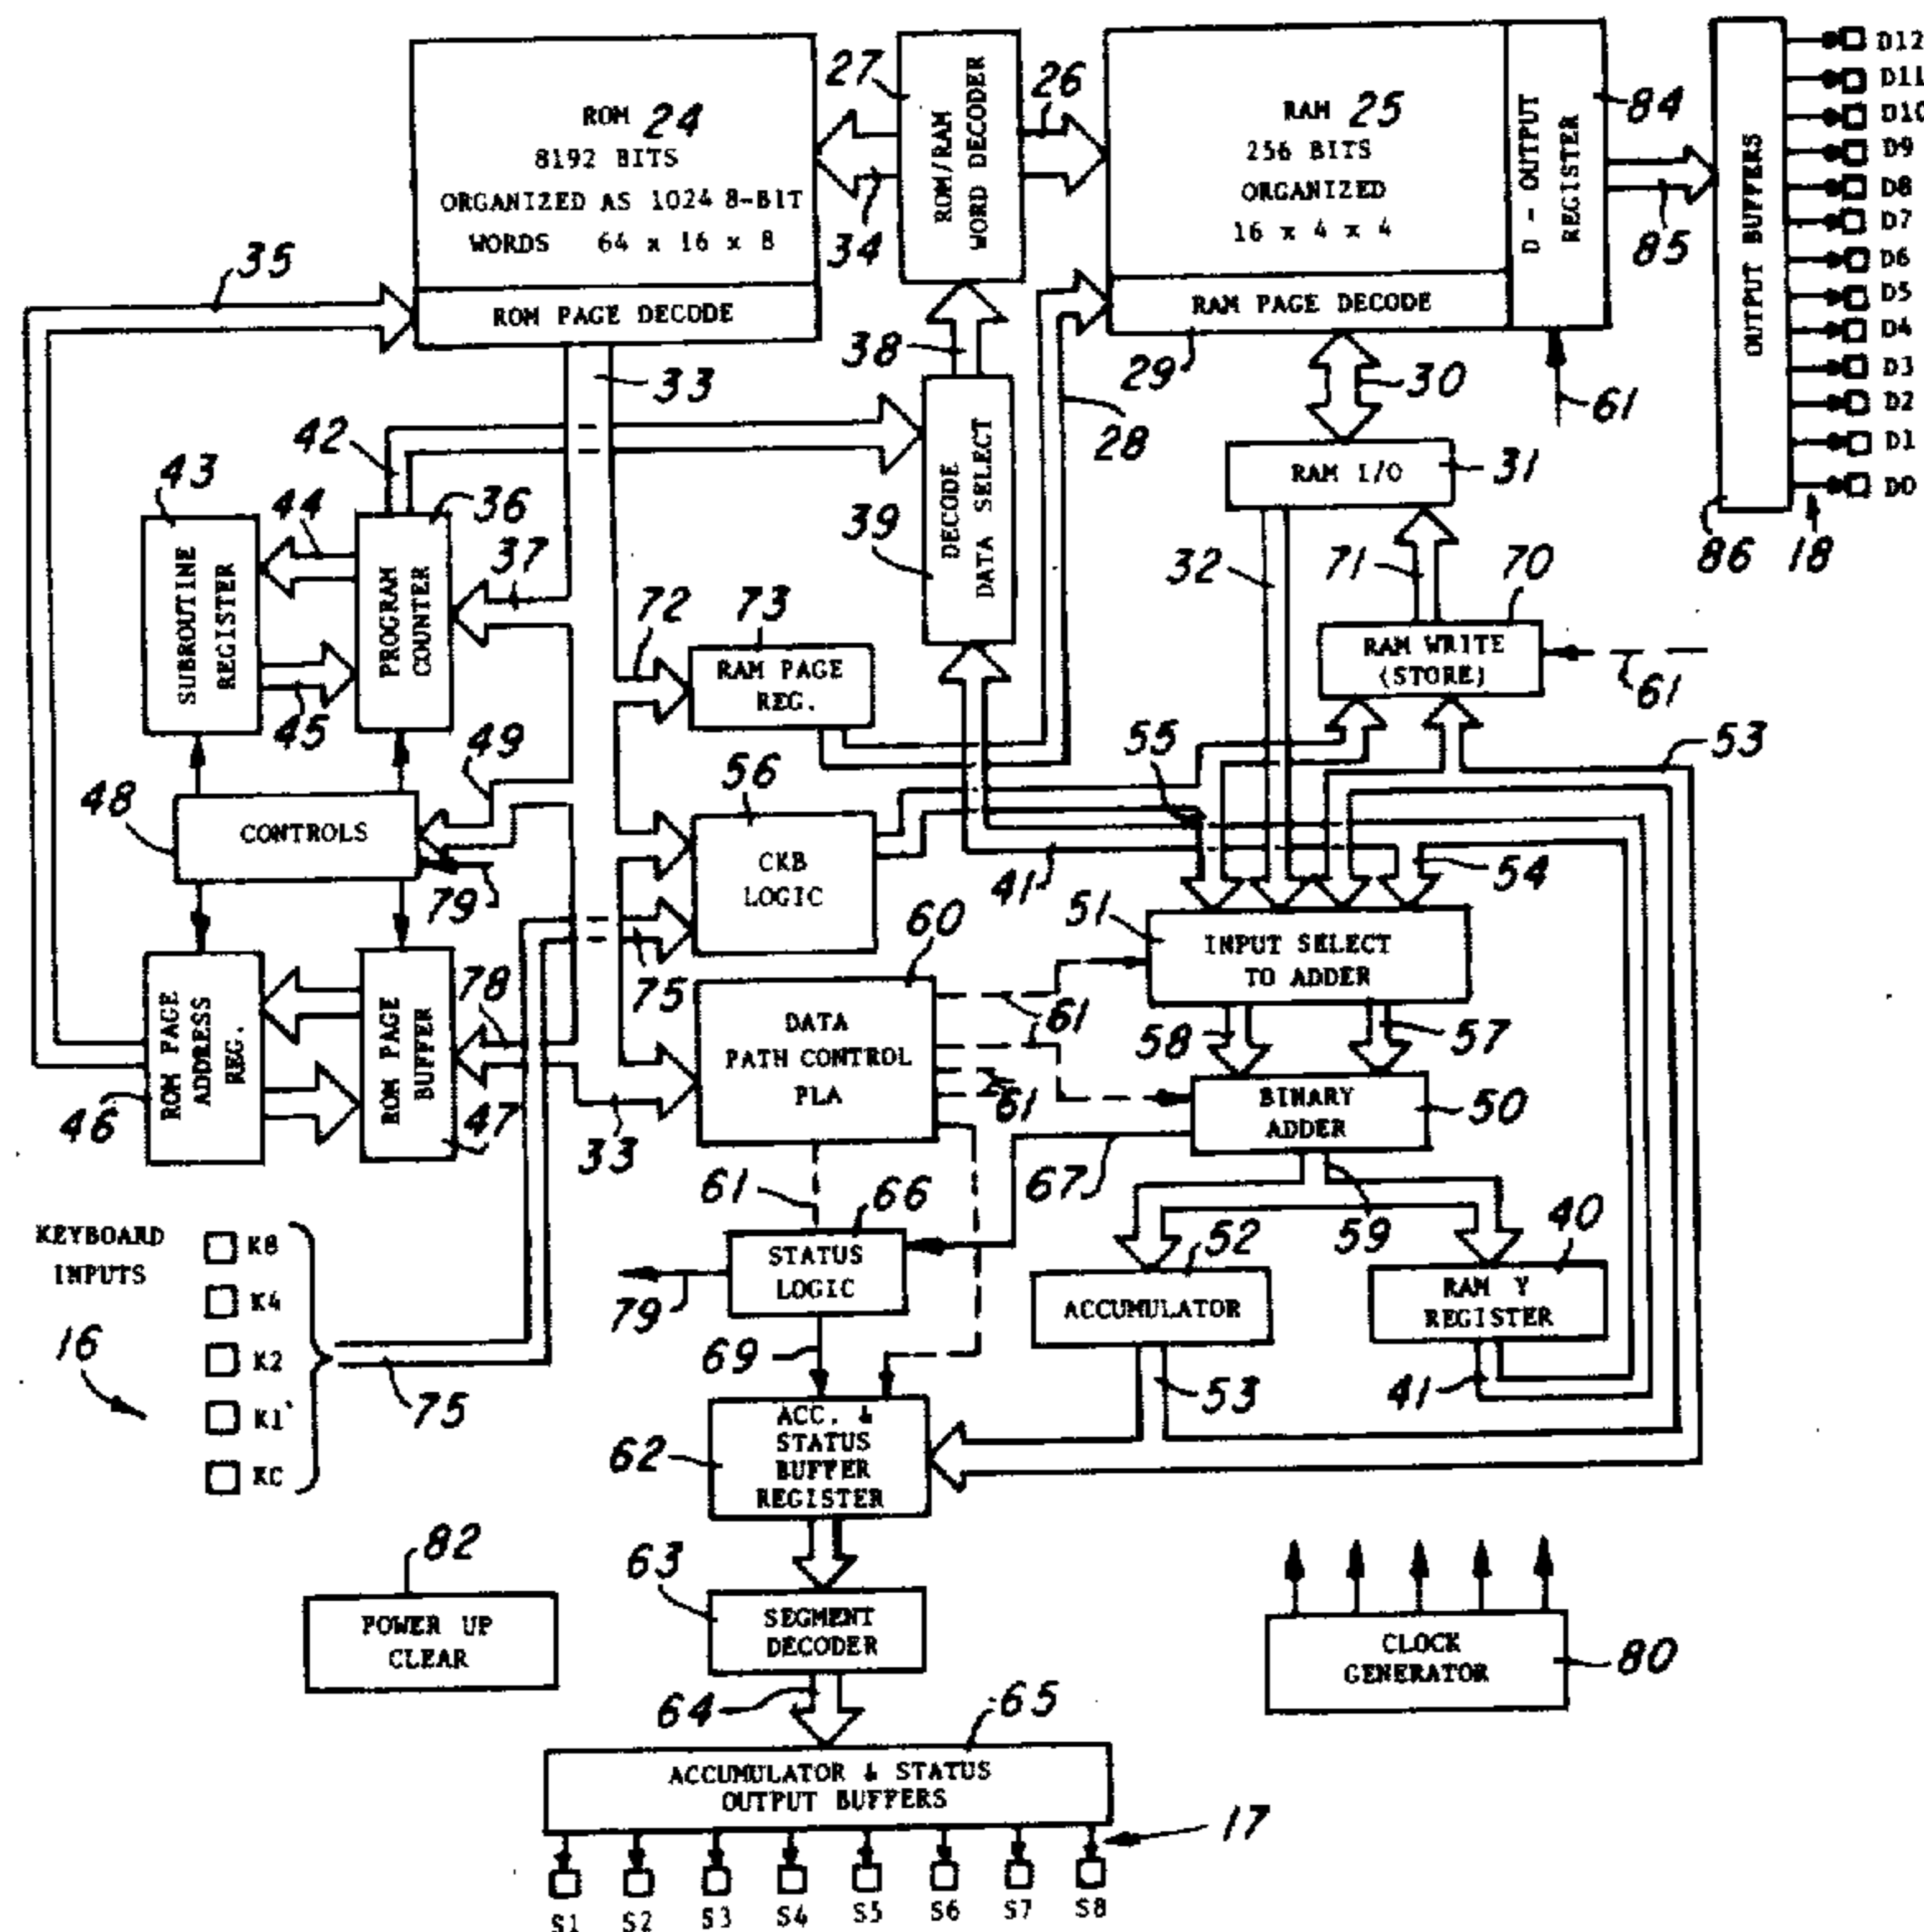 ROM 24
8192 BITS
ORGANIZED AS 1024 8-BIT
WORDS 64 x 16 x 8
ROM PAGE DECODE
27
ROM/RAM
WORD DECODER
26
34
RAM 25
256 BITS
ORGANIZED
16 x 4 x 4
RAM PAGE DECODE
D - OUTPUT
REGISTER
84
85
OUTPUT BUFFERS
D12
D11
D10
D9
D8
D7
D6
D5
D4
D3
D2
D1
D0
86
18
35
33
38
29
30
61
28
42
43
44
36
37
SUBROUTINE
REGISTER
PROGRAM
COUNTER
45
39
DECODE
DATA SELECT
RAM I/O
31
32
71
70
RAM WRITE
(STORE)
61
72
73
RAM PAGE
REG.
49
48
CONTROLS
79
56
CKB
LOGIC
55
53
41
54
51
INPUT SELECT
TO ADDER
46
ROM PAGE
ADDRESS
REG.
ROM PAGE
BUFFER
47
78
75
33
60
DATA
PATH CONTROL
PLA
61
61
58
57
BINARY
ADDER
50
67
59
61
66
STATUS
LOGIC
79
69
52
ACCUMULATOR
40
RAM Y
REGISTER
53
41
KEYBOARD
INPUTS
K8
K4
K2
K1
KC
16
75
62
ACC. &
STATUS
BUFFER
REGISTER
82
POWER UP
CLEAR
63
SEGMENT
DECODER
64
CLOCK
GENERATOR
80
65
ACCUMULATOR & STATUS
OUTPUT BUFFERS
17
S1 S2 S3 S4 S5 S6 S7 S8